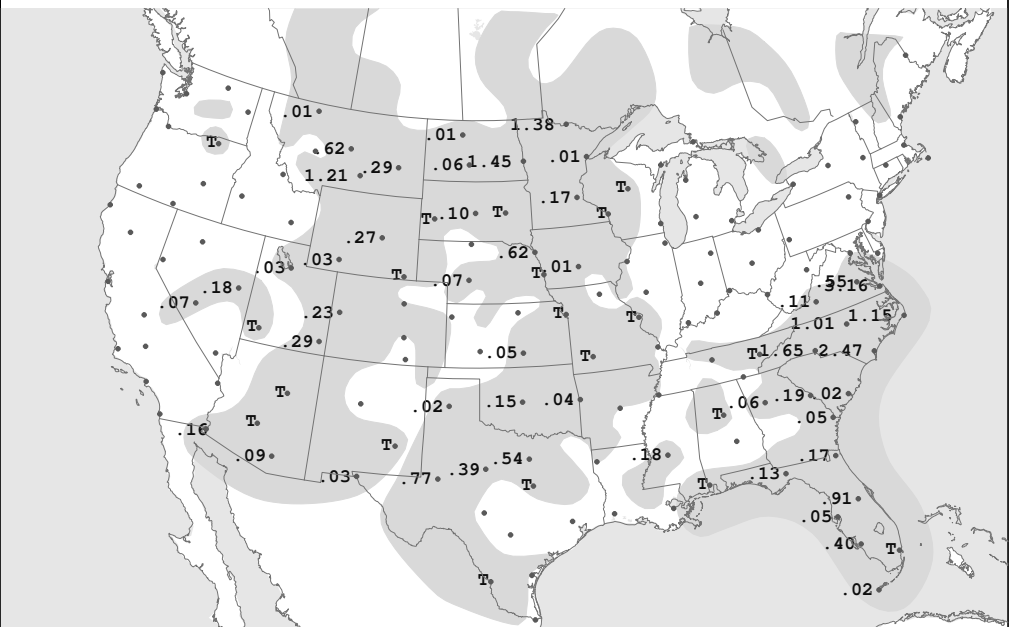 .01
1.38
.01
T
.62
.06 1.45
.01
1.21
.29
T
.17
T .10
T
T
.27
.62
.03
.03
T
.07
T .01
.18
.07
.55
3.16
.11
.23
T
T
1.15
T
1.01
.29
.05
T
T 1.65
2.47
T
.02
.15
.04
T
.06
.19
.02
T
.05
.16
T
.09
.18
.17
.54
.39
.03
.77
T
T
.13
.91
.05
.40
T
T
.02